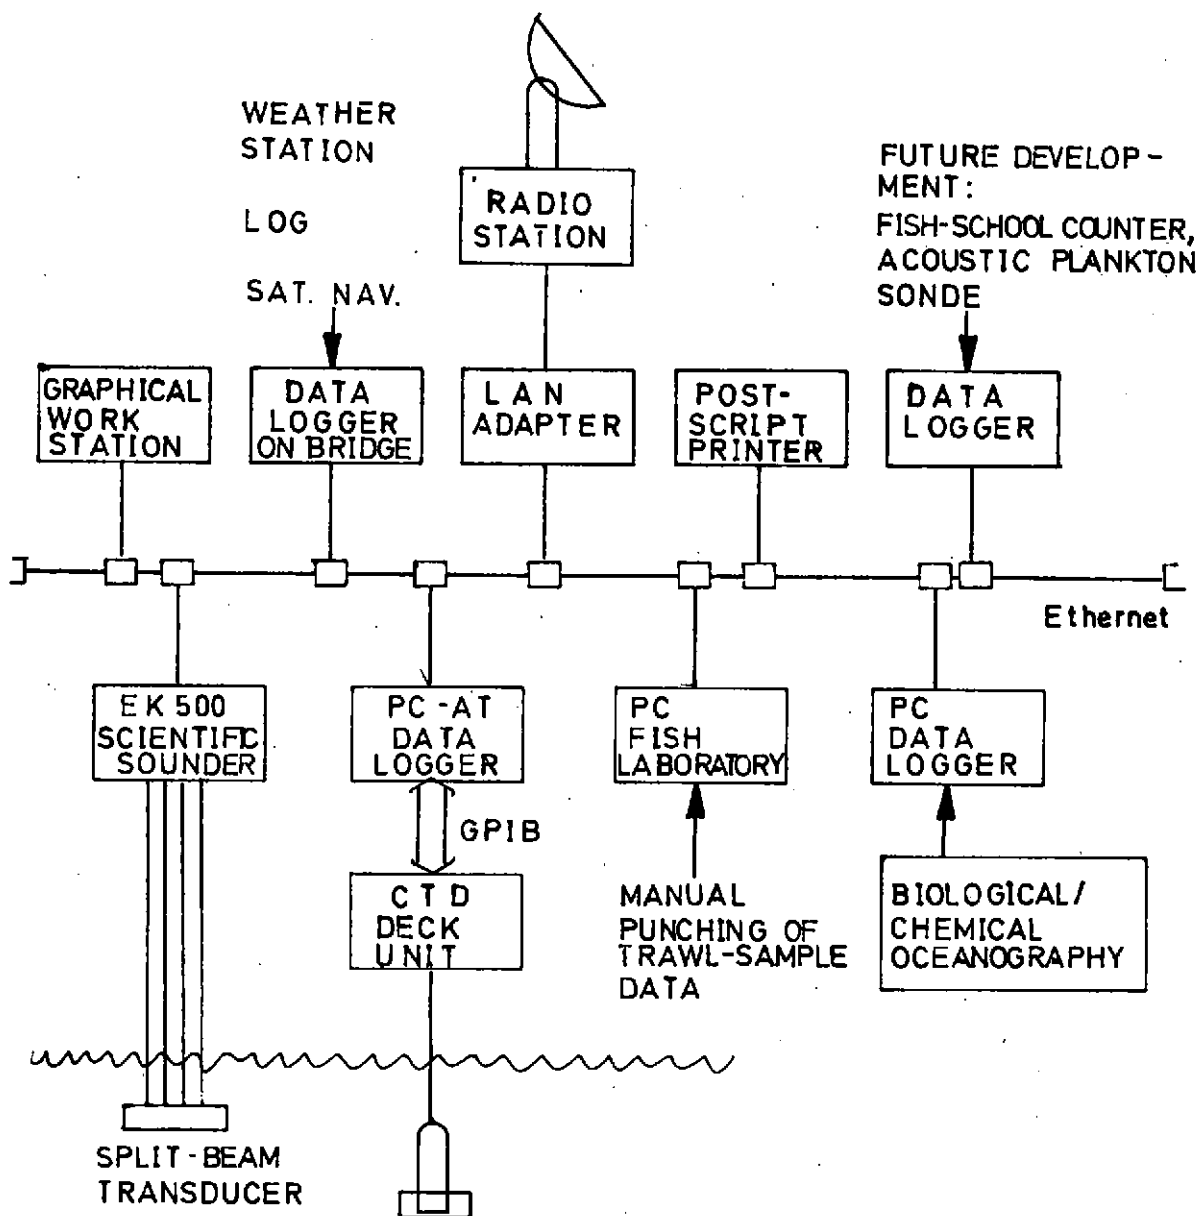 WEATHER
STATION
LOG
SAT. NAV.
RADIO
STATION
FUTURE DEVELOP-
MENT:
FISH-SCHOOL COUNTER,
ACOUSTIC PLANKTON
SONDE
GRAPHICAL
WORK
STATION
DATA
LOGGER
ON BRIDGE
LAN
ADAPTER
POST-
SCRIPT
PRINTER
DATA
LOGGER
Ethernet
EK500
SCIENTIFIC
SOUNDER
PC-AT
DATA
LOGGER
PC
FISH
LABORATORY
PC
DATA
LOGGER
GPIB
CTD
DECK
UNIT
MANUAL
PUNCHING OF
TRAWL-SAMPLE
DATA
BIOLOGICAL/
CHEMICAL
OCEANOGRAPHY
SPLIT-BEAM
TRANSDUCER